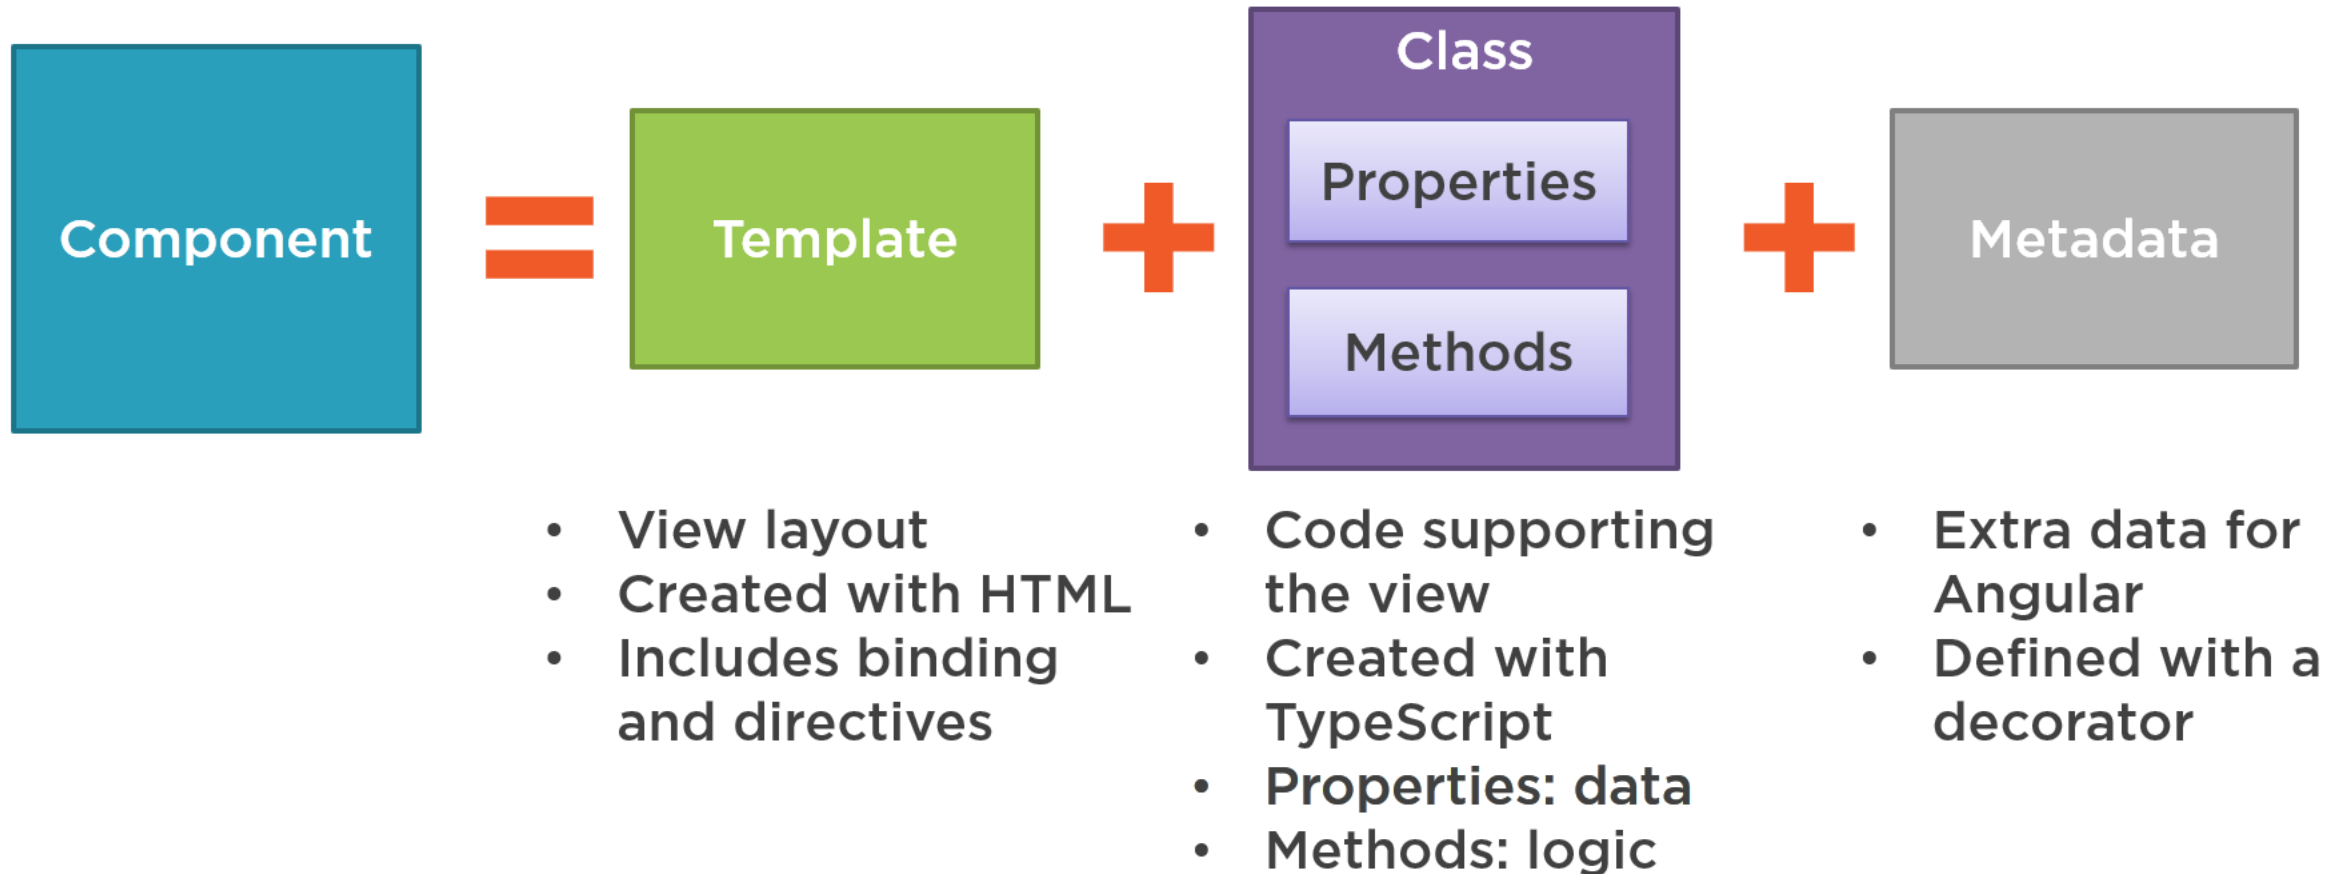 Component
Template
Class
Properties
Methods
Metadata
• View layout
• Created with HTML
• Includes binding
and directives
• Code supporting
the view
• Created with
TypeScript
• Properties: data
• Methods: logic
• Extra data for
Angular
• Defined with a
decorator